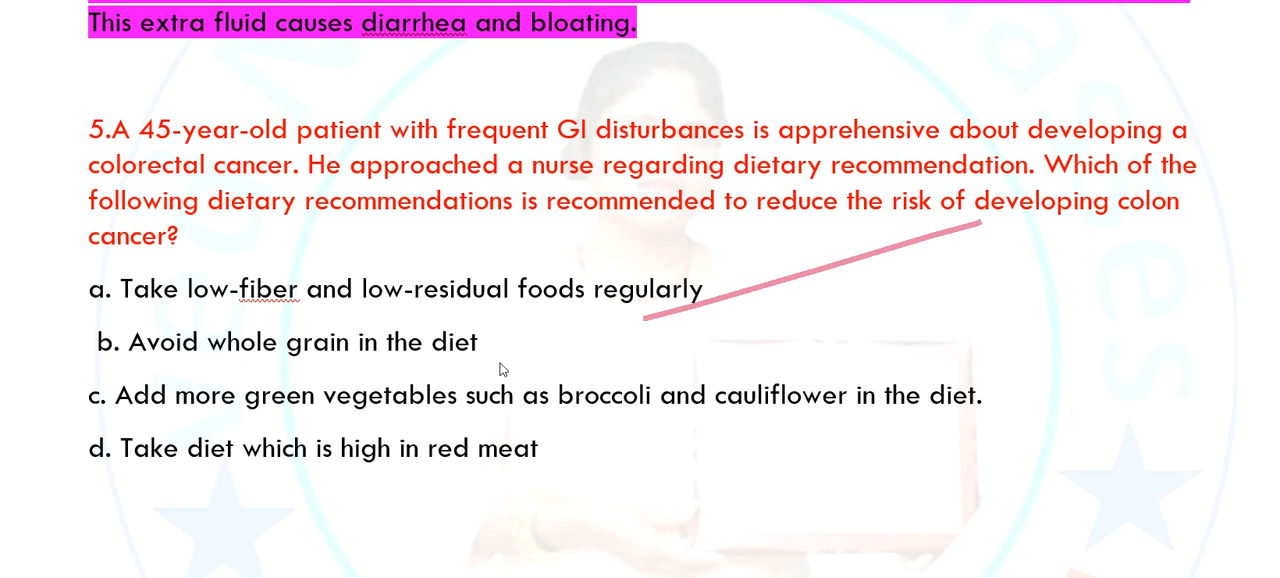 This extra fluid causes diarrhea and bloating.
5.A 45-year-old patient with frequent GI disturbances is apprehensive about developing a
colorectal cancer. He approached a nurse regarding dietary recommendation. Which of the
following dietary recommendations is recommended to reduce the risk of developing colon
cancer?
a. Take low-fiber and low-residual foods regularly
b. Avoid whole grain in the diet
c. Add more green vegetables such as broccoli and cauliflower in the diet.
d. Take diet which is high in red meat